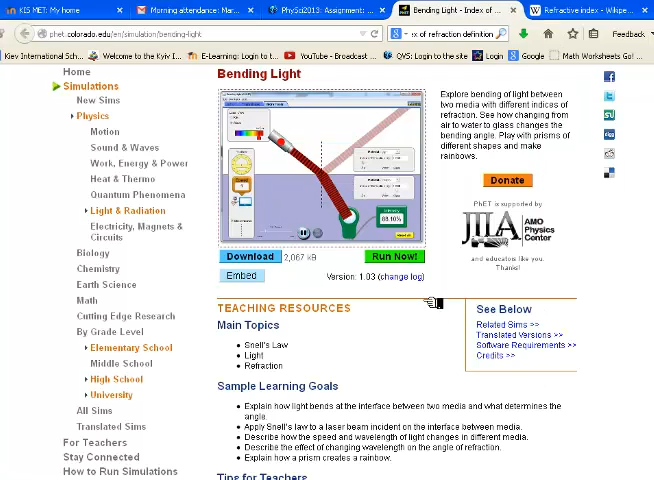 KIS MET: My home
Morning attendance: Mar...
PhySci2013: Assignment: ...
Bending Light - Index of ...
Refractive index - Wikipe...
phet.colorado.edu/en/simulation/bending-light
ex of refraction definition
Feedback
Kiev International School...
Welcome to the Kyiv I...
YouTube - Broadcast ...
QVS: Login to the site
Login
Google
Math Worksheets Go! ...
Home
Simulations
New Sims
Physics
Motion
Sound & Waves
Work, Energy & Power
Heat & Thermo
Quantum Phenomena
Light & Radiation
Electricity, Magnets &
Circuits
Biology
Chemistry
Earth Science
Math
Cutting Edge Research
By Grade Level
Elementary School
Middle School
High School
University
All Sims
Translated Sims
For Teachers
Stay Connected
How to Run Simulations
Bending Light
88.10%
Download
2,067 kB
Run Now!
Embed
Version: 1.03 (change log)
Explore bending of light between
two media with different indices of
refraction. See how changing from
air to water to glass changes the
bending angle. Play with prisms of
different shapes and make
rainbows.
Donate
PhET is supported by
JILA
AMO
Physics
Center
and educators like you.
Thanks!
TEACHING RESOURCES
Main Topics
Snell's Law
Light
Refraction
See Below
Related Sims >>
Translated Versions >>
Software Requirements >>
Credits >>
Sample Learning Goals
Explain how light bends at the interface between two media and what determines the
angle.
Apply Snell's law to a laser beam incident on the interface between media.
Describe how the speed and wavelength of light changes in different media.
Describe the effect of changing wavelength on the angle of refraction.
Explain how a prism creates a rainbow.
Tips for Teachers